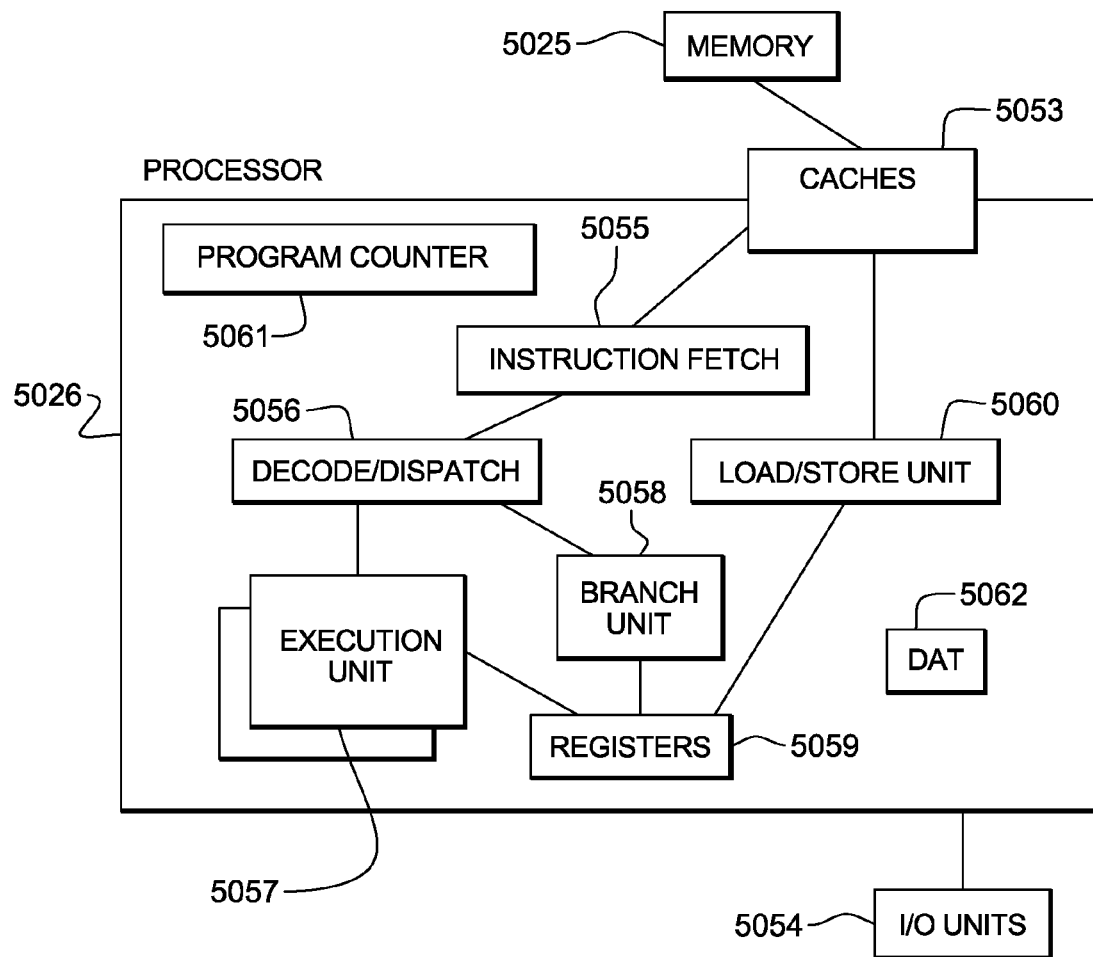 5025
MEMORY
5053
PROCESSOR
CACHES
PROGRAM COUNTER
5055
5061
INSTRUCTION FETCH
5026
5056
5060
DECODE/DISPATCH
LOAD/STORE UNIT
5058
BRANCH
UNIT
5062
EXECUTION
UNIT
DAT
REGISTERS
5059
5057
5054
I/O UNITS